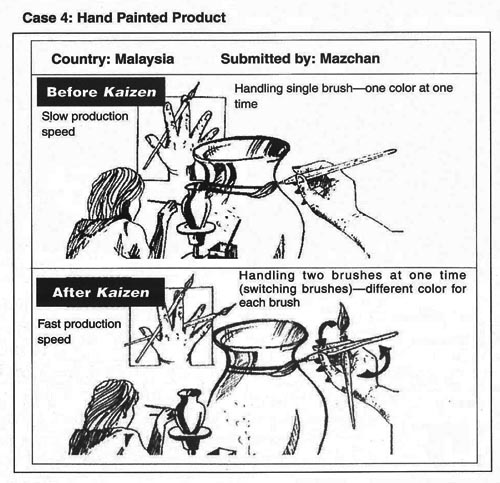 Case 4: Hand Painted Product
Country: Malaysia Submitted by: Mazchan
Before Kaizen
Handling single brush—one color at one
time
Slow production
speed
After Kaizen
Handling two brushes at one time
(switching brushes)—different color for
each brush
Fast production
speed